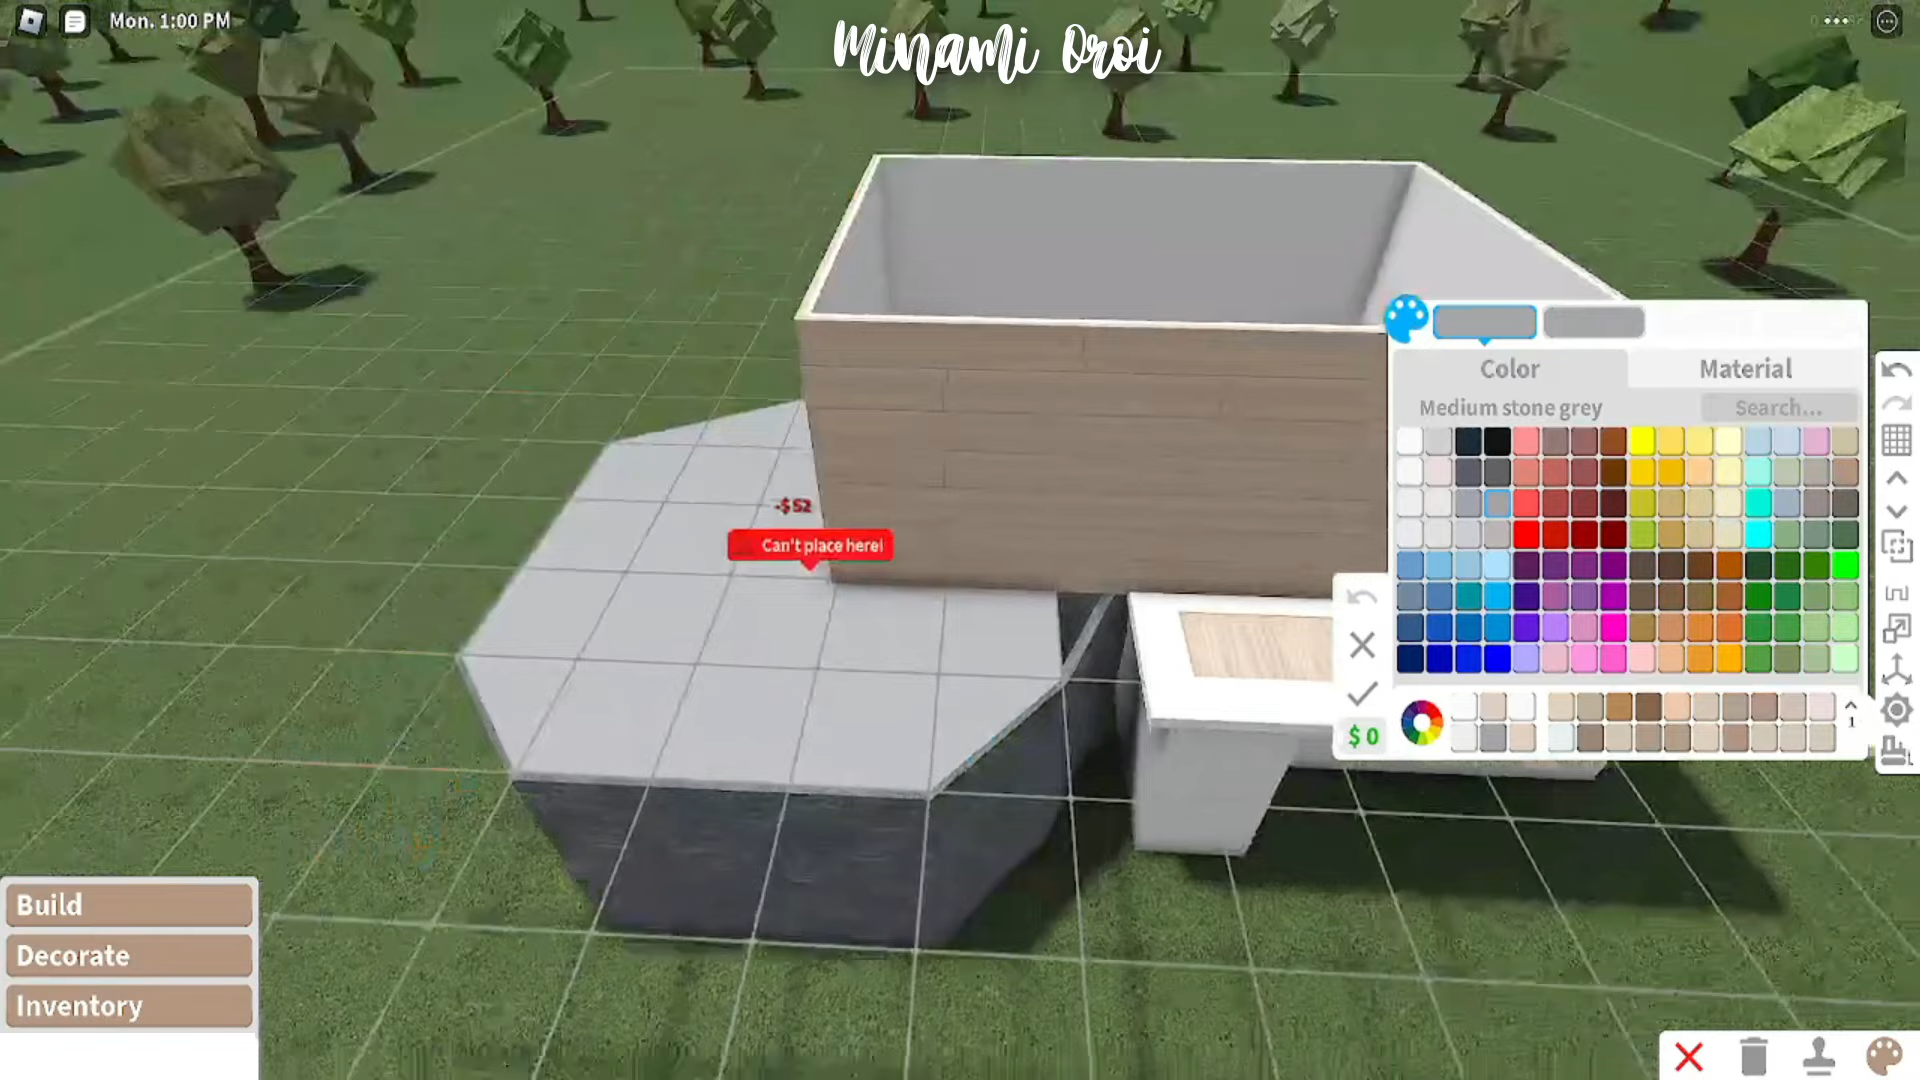 Mon. 1:00 PM
Minami Oroi
Color
Material
Medium stone grey
Search...
-$52
Can't place here!
$0
1
Build
Decorate
Inventory